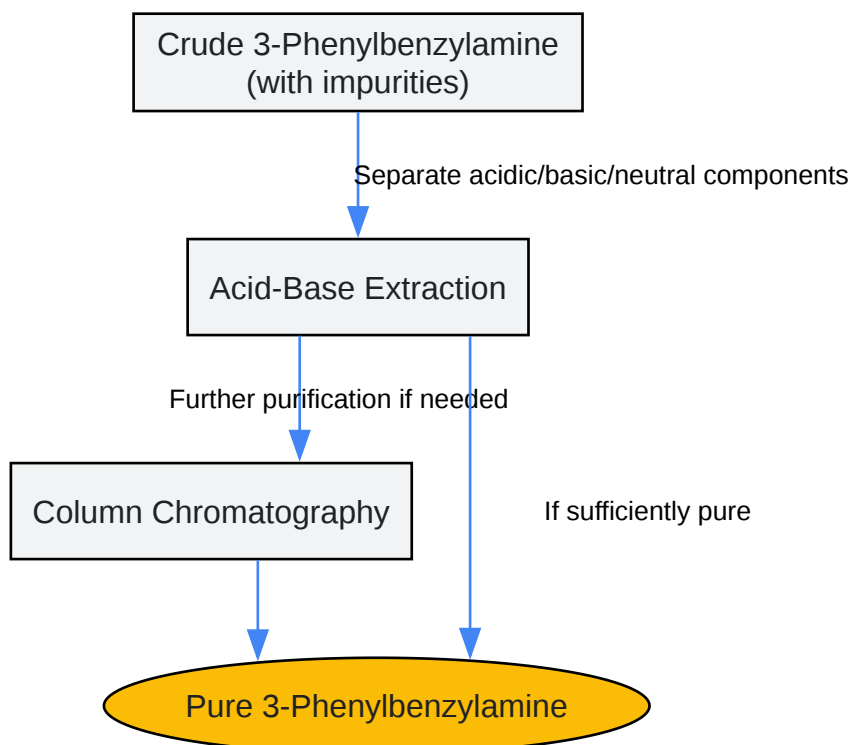 Crude 3-Phenylbenzylamine
(with impurities)
Separate acidic/basic/neutral components
Acid-Base Extraction
Further purification if needed
Column Chromatography
If sufficiently pure
Pure 3-Phenylbenzylamine